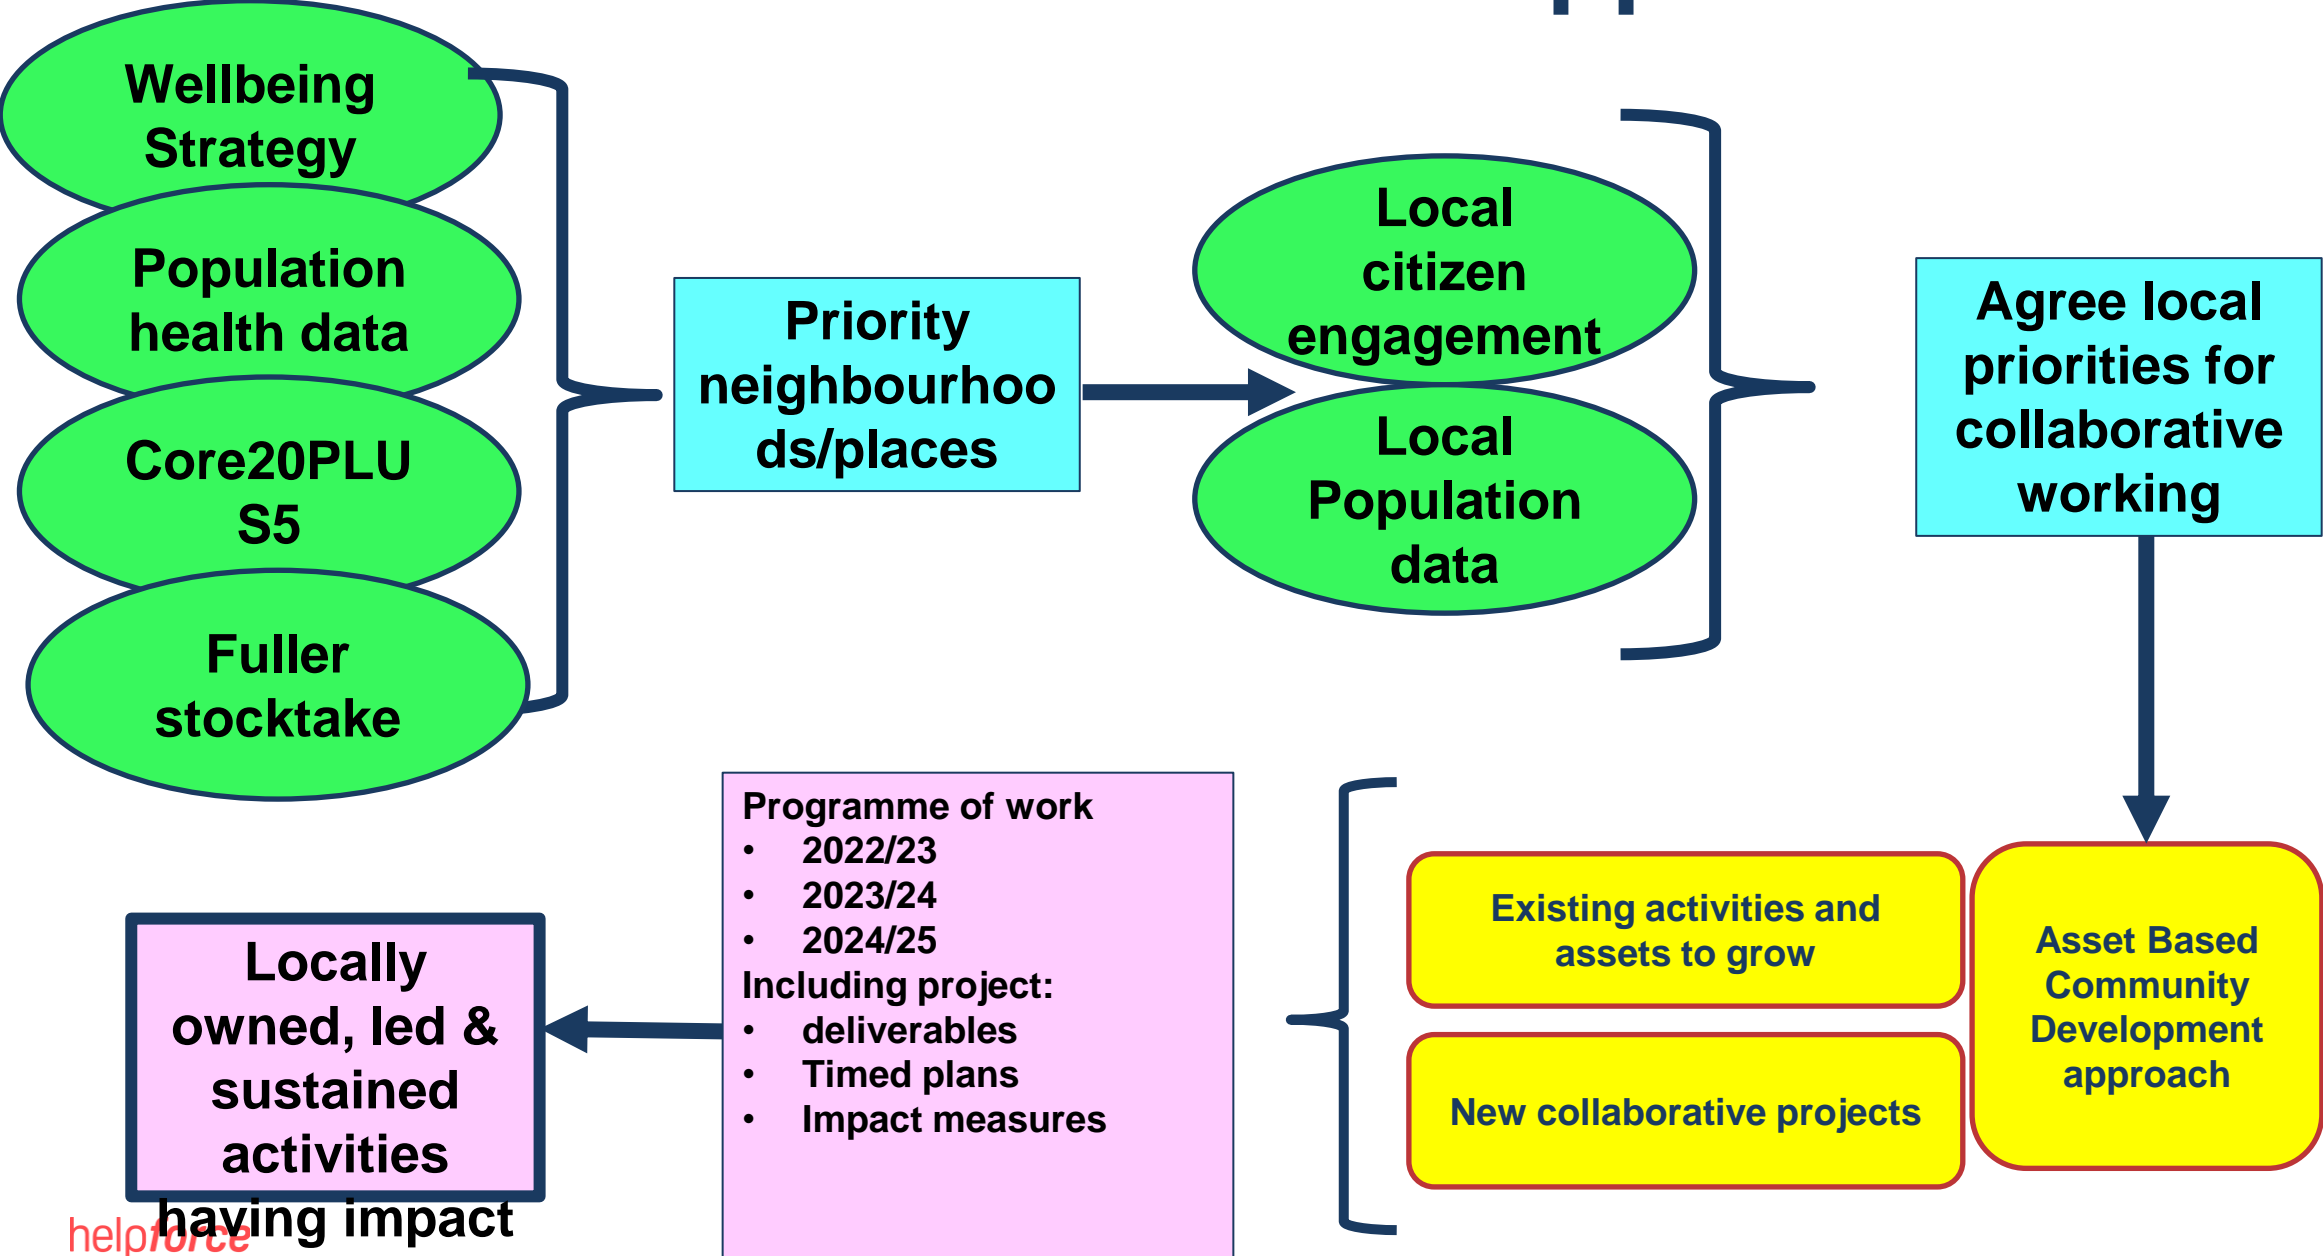 Wellbeing
Strategy
Population
health data
Core20PLU
S5
Fuller
stocktake
Priority
neighbourhoo
ds/places
Local
citizen
engagement
Local
Population
data
Agree local
priorities for
collaborative
working
Asset Based
Community
Development
approach
Existing activities and
assets to grow
New collaborative projects
Programme of work
• 2022/23
• 2023/24
• 2024/25
Including project:
• deliverables
• Timed plans
• Impact measures
Locally
owned, led &
sustained
activities
having impact
helpforce